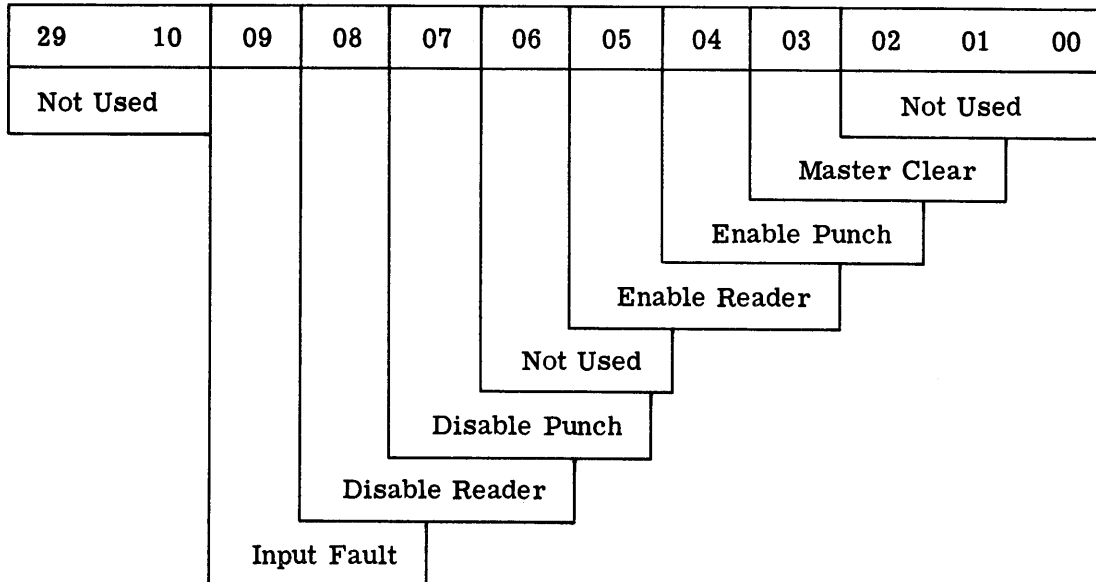 29 10 09 08 07 06 05 04 03 02 01 00
Not Used Not Used
Master Clear
Enable Punch
Enable Reader
Not Used
Disable Punch
Disable Reader
Input Fault